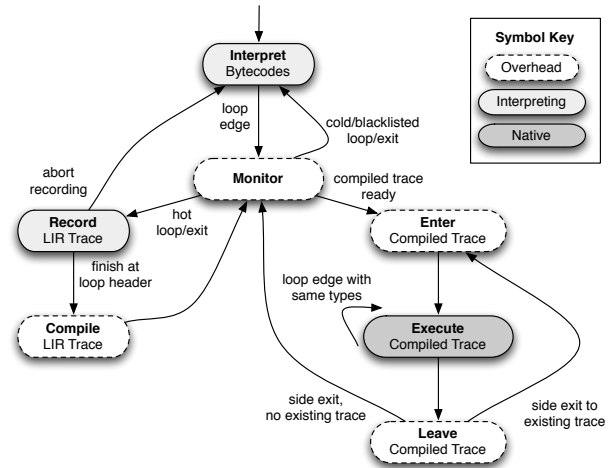 Symbol Key
Overhead
Interpreting
Native
Interpret
Bytecodes
loop
edge
cold/blacklisted
loop/exit
abort
recording
Monitor
compiled trace
ready
hot
loop/exit
Record
LIR Trace
Enter
Compiled Trace
finish at
loop header
loop edge with
same types
Compile
LIR Trace
Execute
Compiled Trace
side exit,
no existing trace
side exit to
existing trace
Leave
Compiled Trace